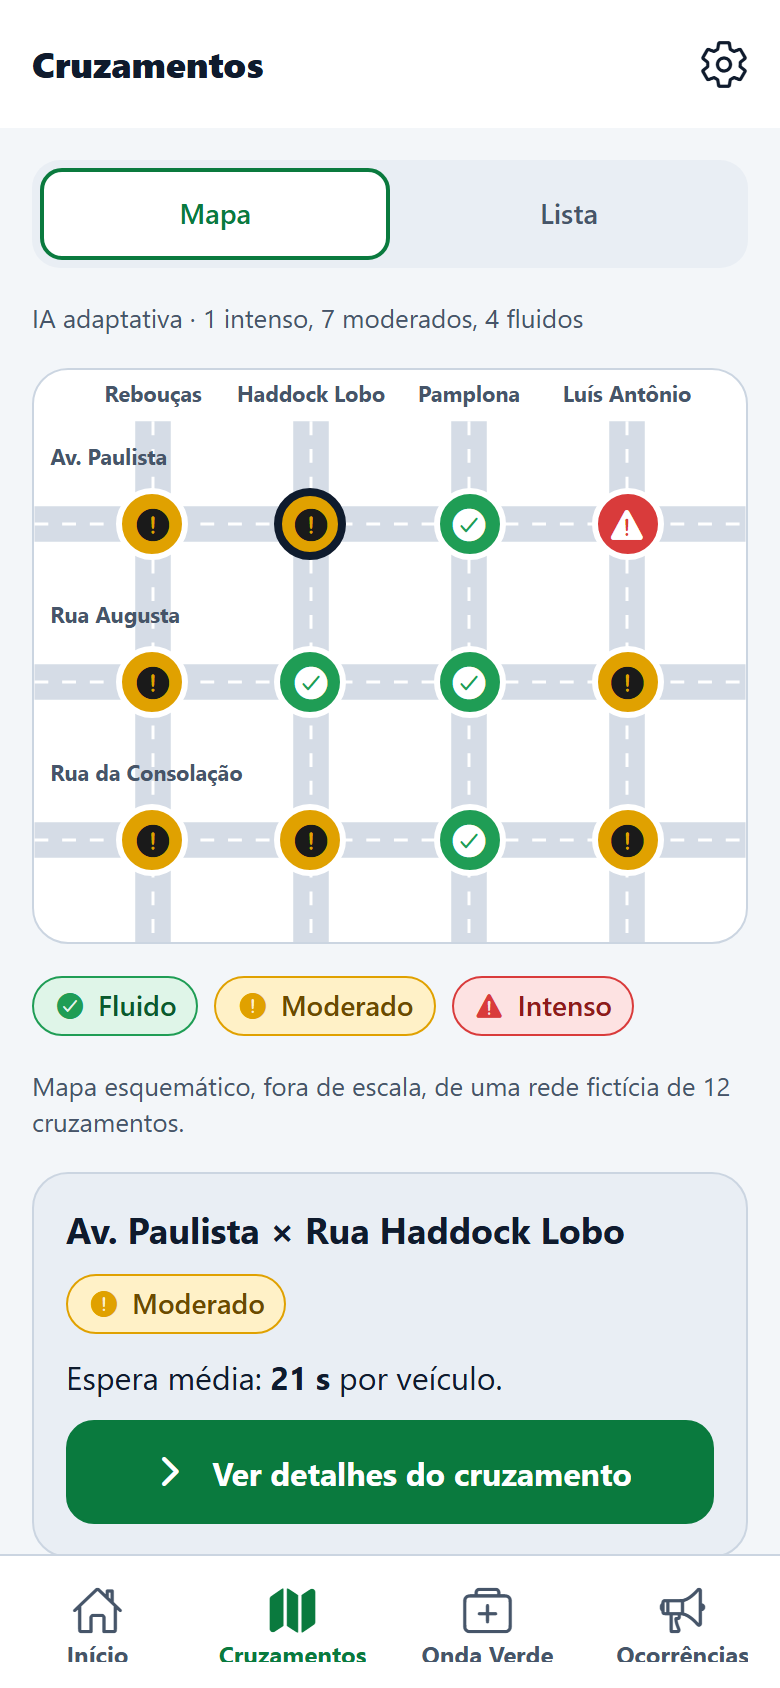 Cruzamentos
Mapa
Lista
IA adaptativa · 1 intenso, 7 moderados, 4 fluidos
Rebouças
Haddock Lobo
Pamplona
Luís Antônio
Av. Paulista
Rua Augusta
Rua da Consolação
Fluido
Moderado
Intenso
Mapa esquemático, fora de escala, de uma rede fictícia de 12
cruzamentos.
Av. Paulista × Rua Haddock Lobo
Moderado
Espera média: 21 s por veículo.
Ver detalhes do cruzamento
Início
Cruzamentos
Onda Verde
Ocorrências